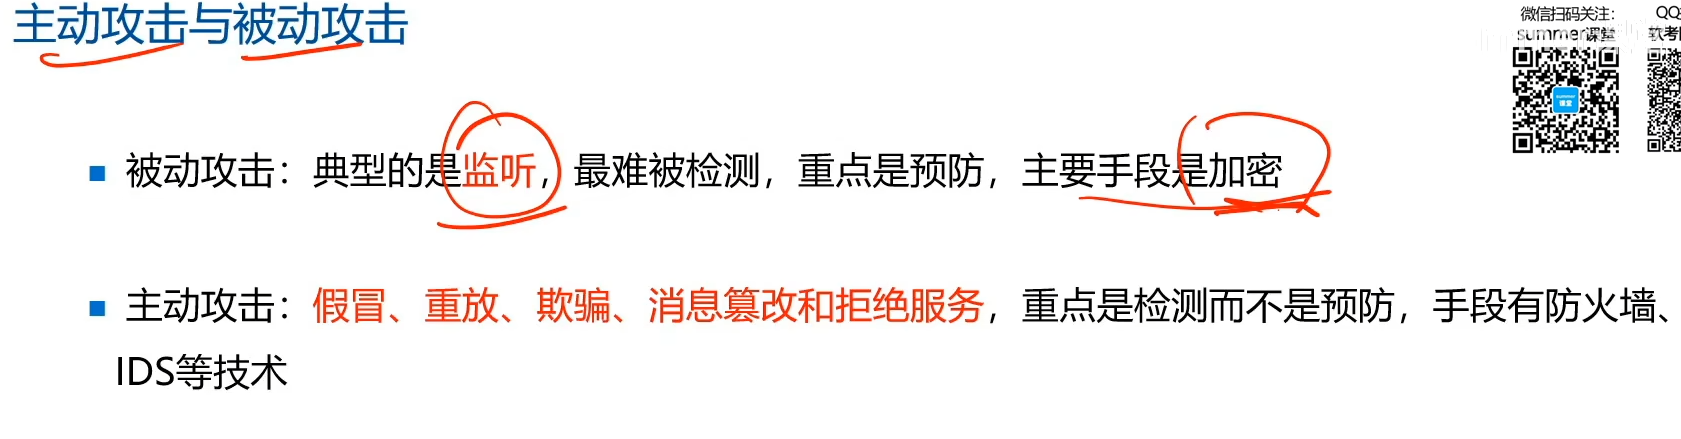 主动攻击与被动攻击
微信扫码关注：
summer课堂
QQ
软考
summer
课堂
■ 被动攻击：典型的是监听，最难被检测，重点是预防，主要手段是加密
■ 主动攻击：假冒、重放、欺骗、消息篡改和拒绝服务，重点是检测而不是预防，手段有防火墙、
IDS等技术